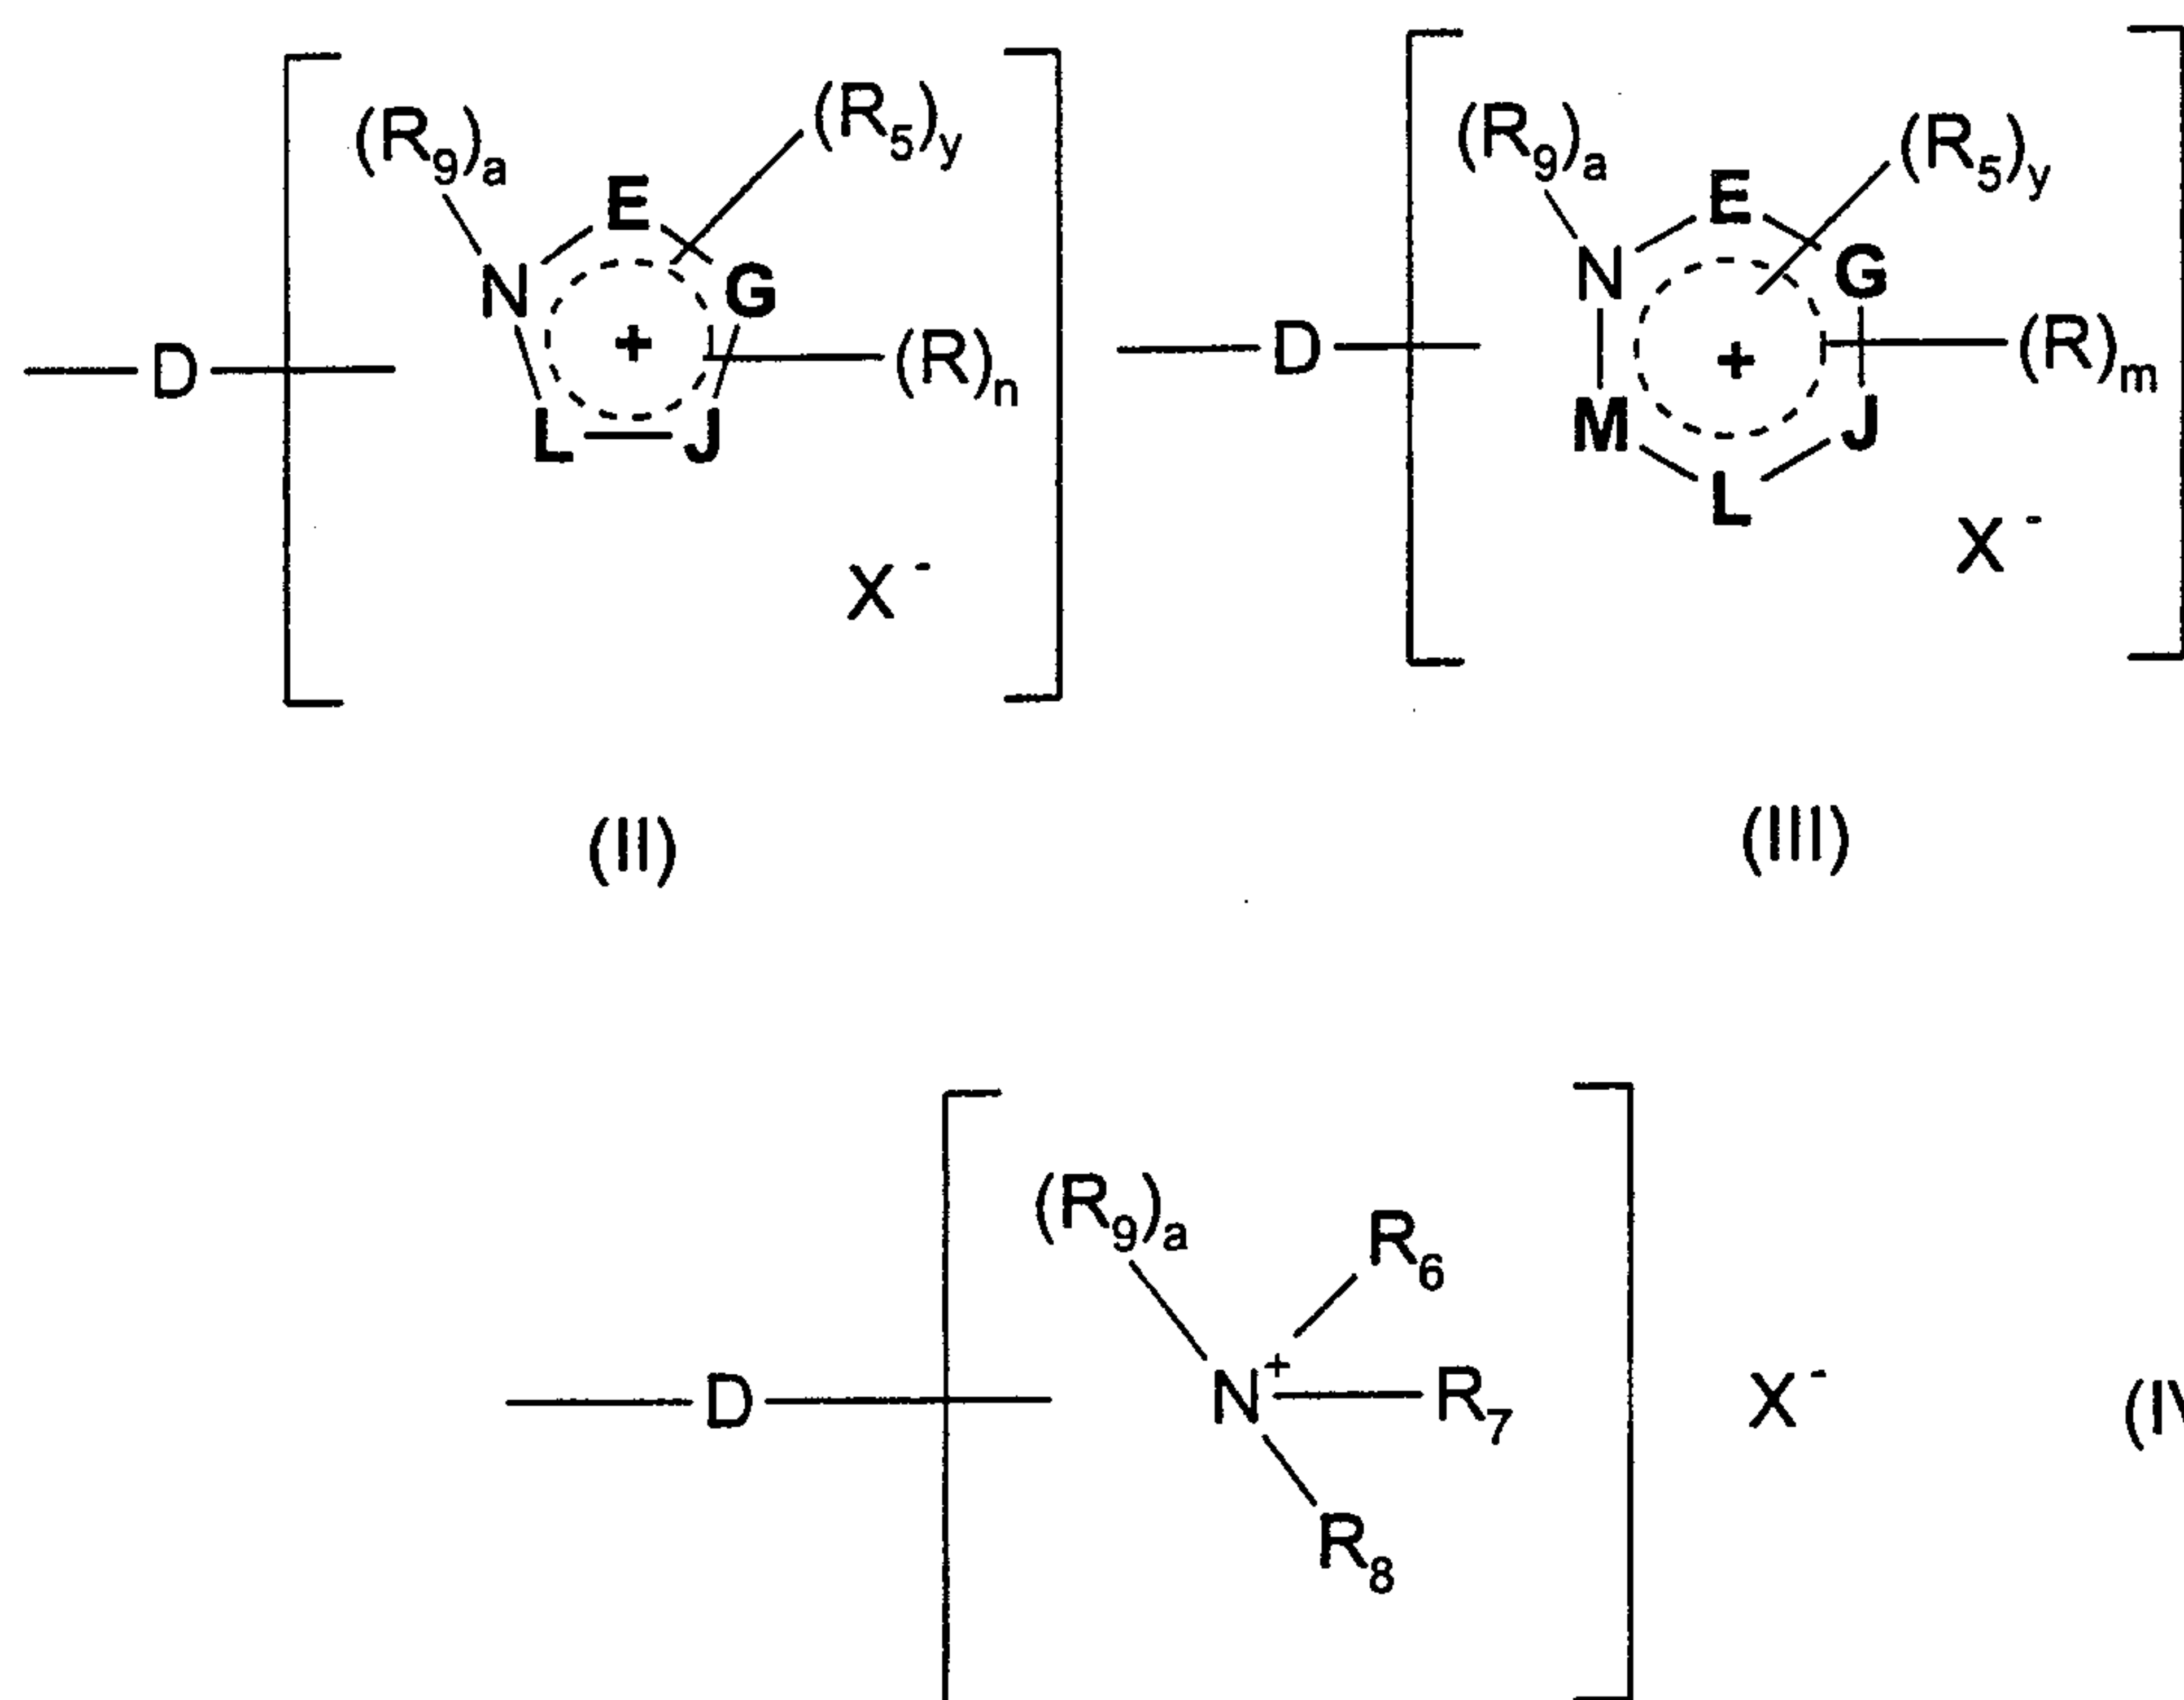 (R9)a (R5)y
E
N G
+
D (R)n
L J
X-
(II)
(R9)a (R5)y
E
N G
D (R)m
+
M J
L
X-
(III)
(R9)a
R6
D N+ R7 X-
R8